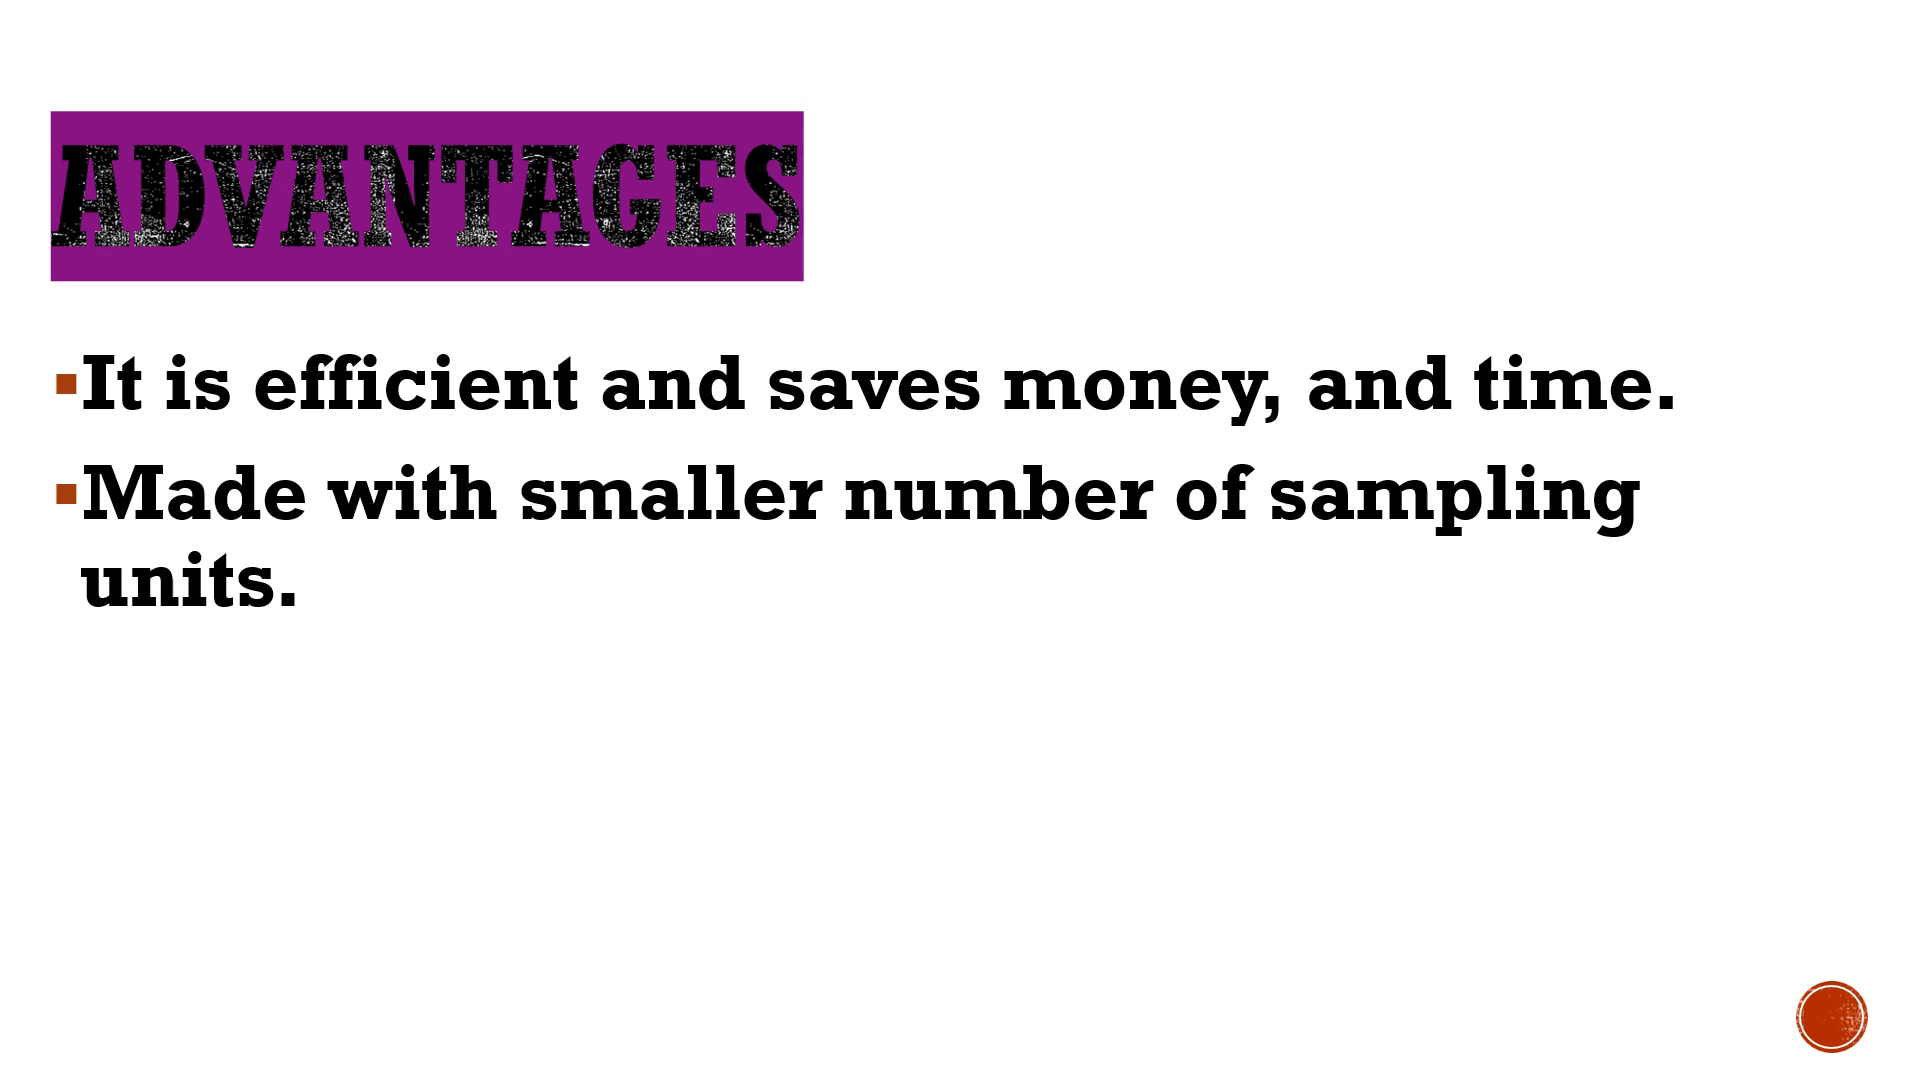 ADVANTAGES
▪It is efficient and saves money, and time.
▪Made with smaller number of sampling
units.